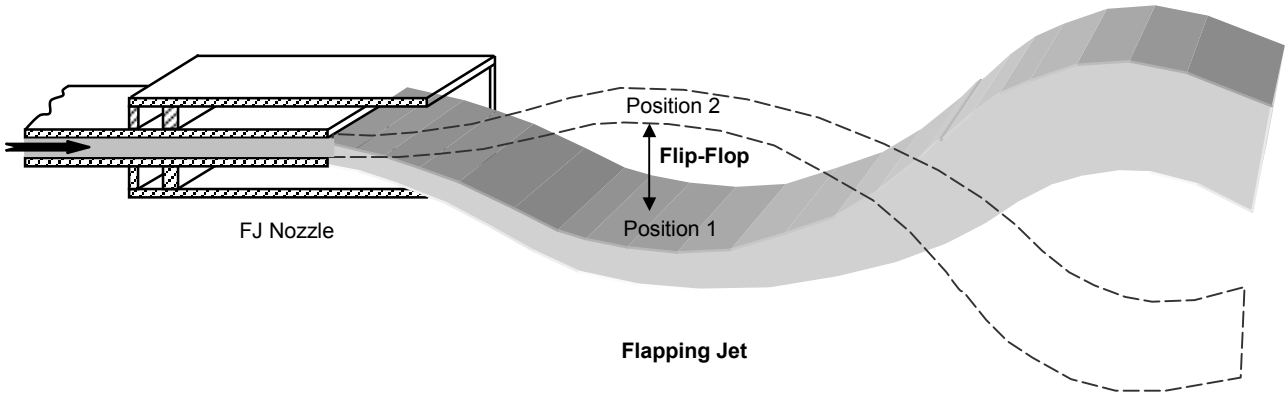 Position 2
Flip-Flop
Position 1
FJ Nozzle
Flapping Jet